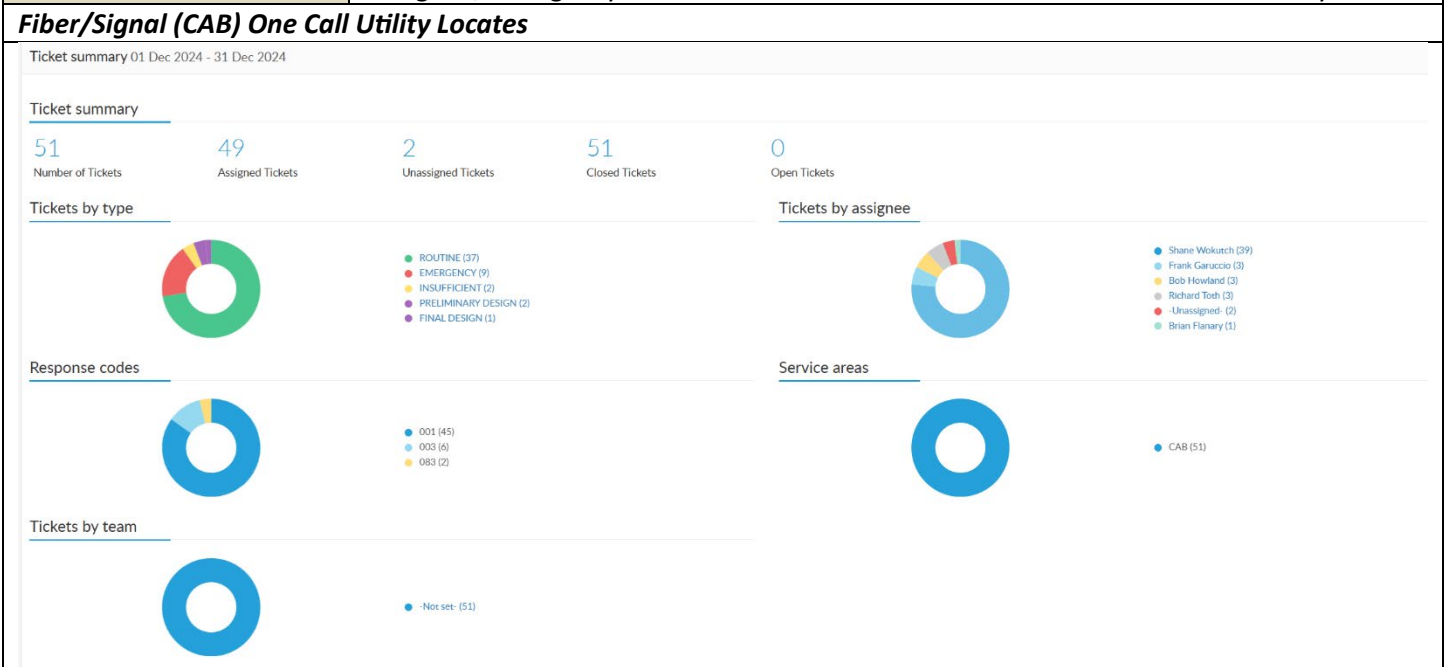 Fiber/Signal (CAB) One Call Utility Locates
Ticket summary 01 Dec 2024 - 31 Dec 2024
Ticket summary
51 49 2 51 0
Number of Tickets Assigned Tickets Unassigned Tickets Closed Tickets Open Tickets
Tickets by type Tickets by assignee
ROUTINE (37)
EMERGENCY (9)
INSUFFICIENT (2)
PRELIMINARY DESIGN (2)
FINAL DESIGN (1)
Shane Wokutch (39)
Frank Garuccio (3)
Bob Howland (3)
Richard Toth (3)
-Unassigned- (2)
Brian Flanary (1)
Response codes Service areas
001 (45)
003 (6)
083 (2)
CAB (51)
Tickets by team
-Not set- (51)